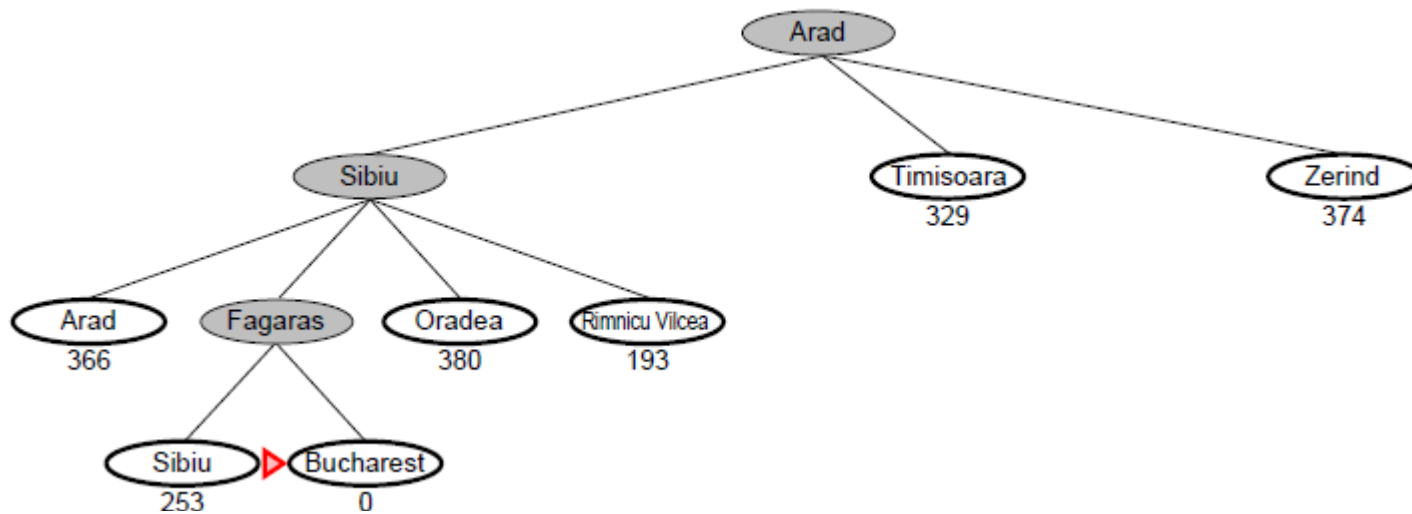 Arad
Sibiu
Timisoara
Zerind
329
374
Arad
Fagaras
Oradea
Rimnicu Vilcea
366
380
193
Sibiu
Bucharest
253
0